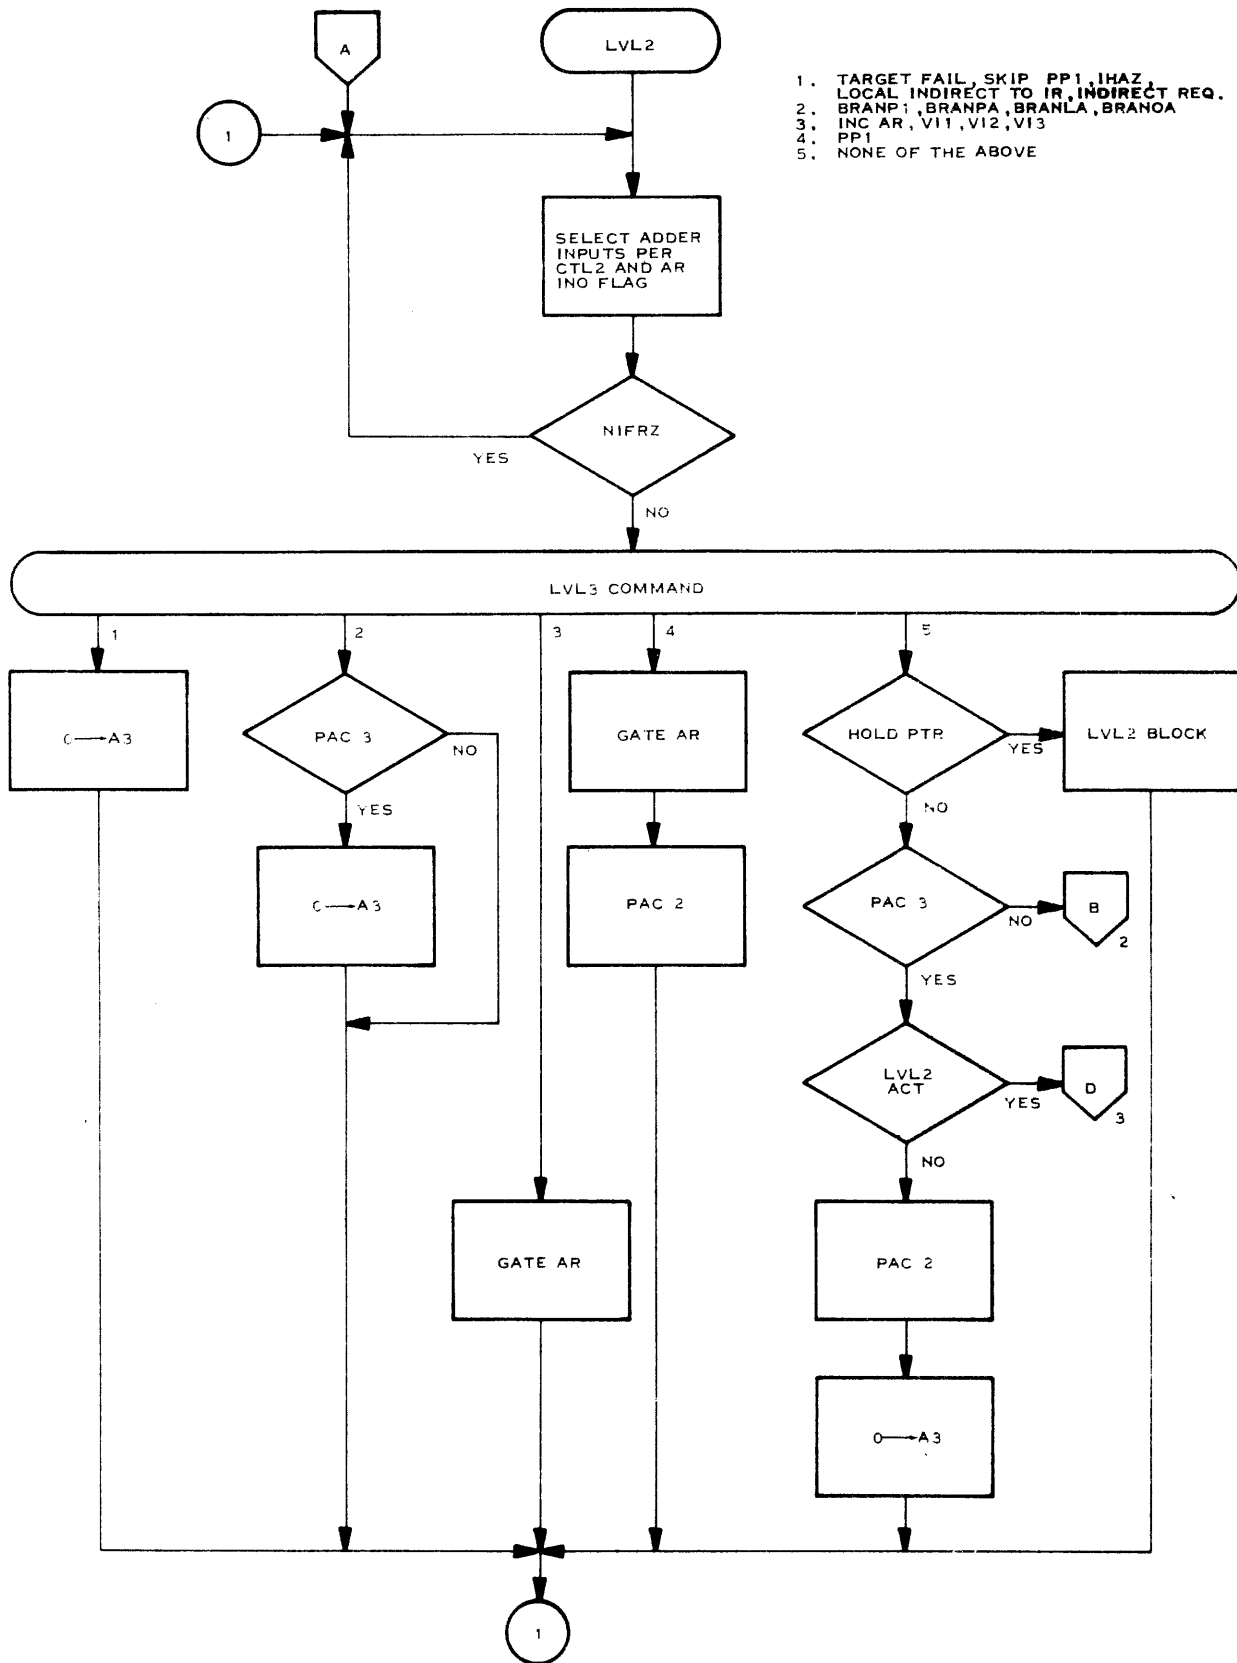 A
LVL2
1. TARGET FAIL, SKIP PP1, IHAZ,
LOCAL INDIRECT TO IR, INDIRECT REQ.
2. BRANP1, BRANPA, BRANLA, BRANOA
3. INC AR, VI1, VI2, VI3
4. PP1
5. NONE OF THE ABOVE
1
SELECT ADDER
INPUTS PER
CTL2 AND AR
INO FLAG
NIFRZ
YES
NO
LVL3 COMMAND
1
2
3
4
5
0→A3
PAC 3
NO
YES
GATE AR
HOLD PTR
YES
NO
LVL2 BLOCK
0→A3
PAC 2
PAC 3
NO
YES
B
2
LVL2
ACT
YES
NO
D
3
GATE AR
PAC 2
0→A3
1